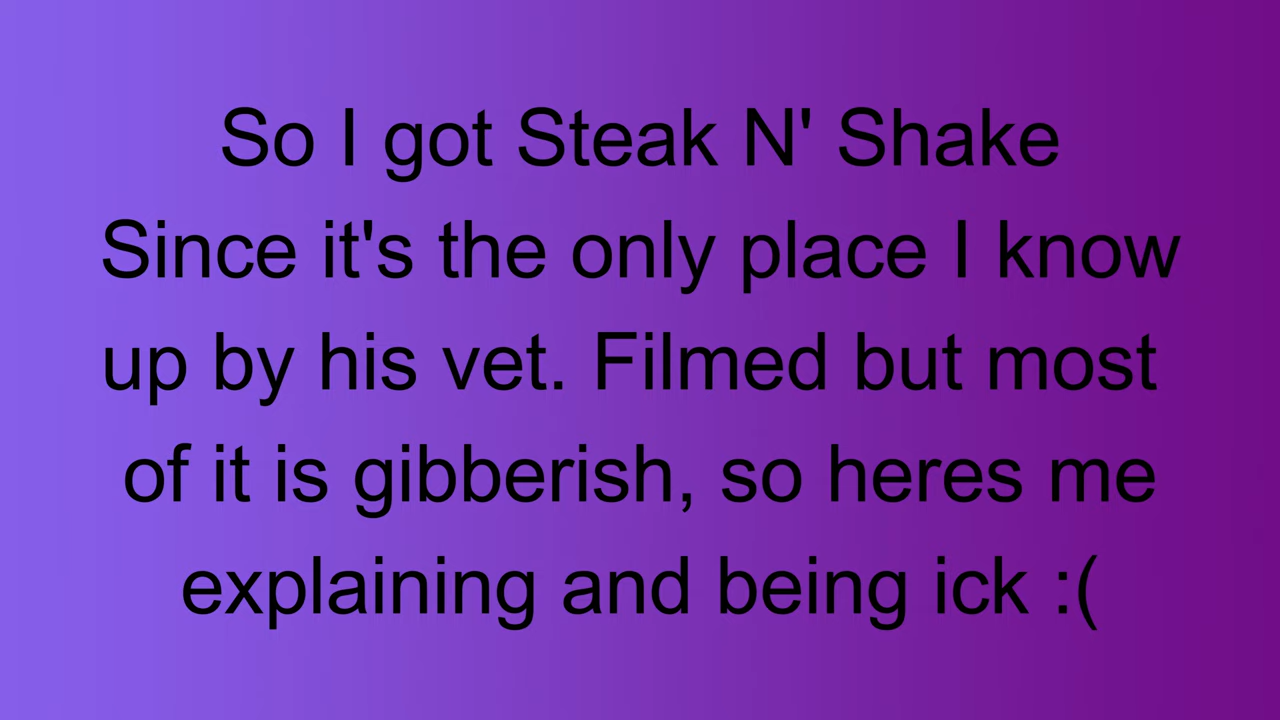 So I got Steak N' Shake
Since it's the only place I know
up by his vet. Filmed but most
of it is gibberish, so heres me
explaining and being ick :(